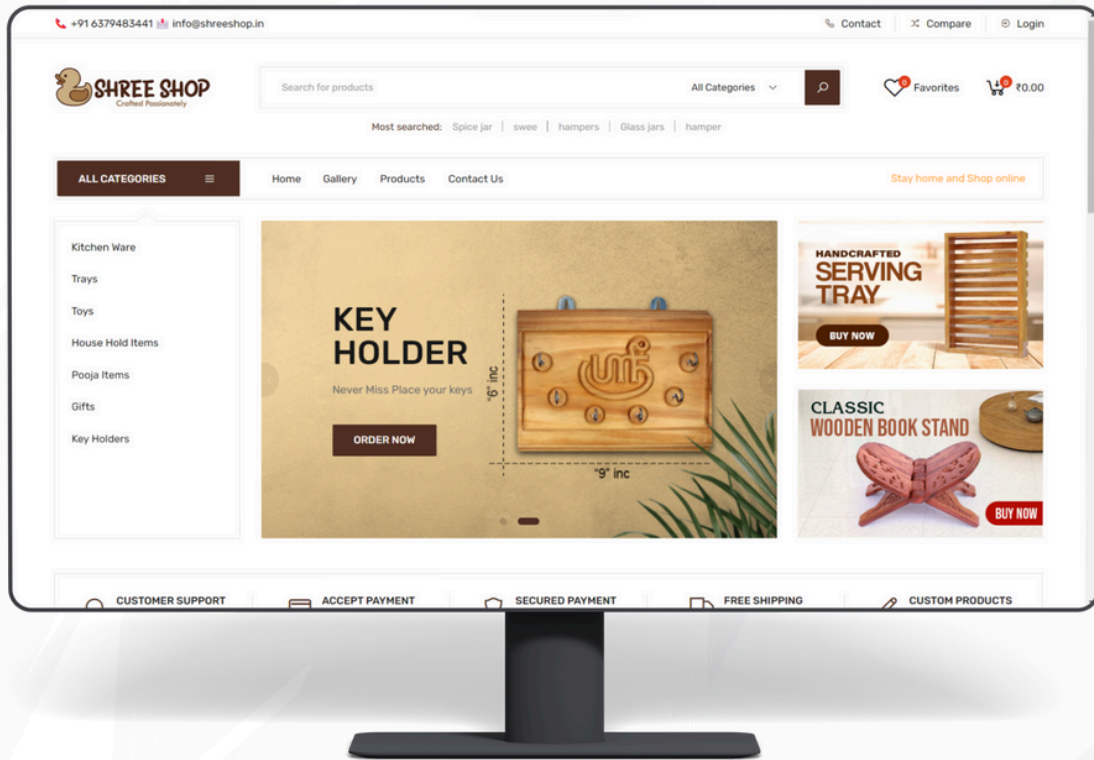 +91 6379483441 info@shreeshop.in
Contact
Compare
Login
SHREE SHOP
Crafted Passionately
Search for products
All Categories
0
Favorites
0
₹0.00
Most searched: Spice jar | swee | hampers | Glass jars | hamper
ALL CATEGORIES
Home
Gallery
Products
Contact Us
Stay home and Shop online
Kitchen Ware
Trays
Toys
House Hold Items
Pooja Items
Gifts
Key Holders
KEY
HOLDER
Never Miss Place your keys
ORDER NOW
"6" inc
"9" inc
HANDCRAFTED
SERVING
TRAY
BUY NOW
CLASSIC
WOODEN BOOK STAND
BUY NOW
CUSTOMER SUPPORT
ACCEPT PAYMENT
SECURED PAYMENT
FREE SHIPPING
CUSTOM PRODUCTS